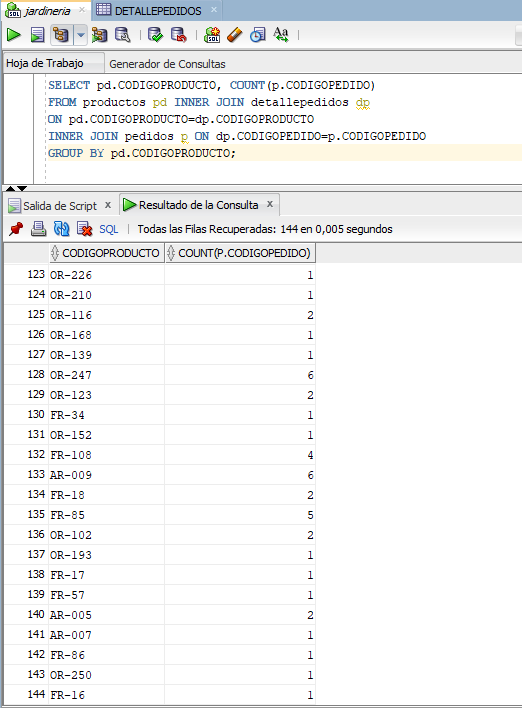 jardineria x DETALLEPEDIDOS x
SQL Aa
Hoja de Trabajo Generador de Consultas
SELECT pd.CODIGOPRODUCTO, COUNT(p.CODIGOPEDIDO)
FROM productos pd INNER JOIN detallepedidos dp
ON pd.CODIGOPRODUCTO=dp.CODIGOPRODUCTO
INNER JOIN pedidos p ON dp.CODIGOPEDIDO=p.CODIGOPEDIDO
GROUP BY pd.CODIGOPRODUCTO;
Salida de Script x Resultado de la Consulta x
SQL | Todas las Filas Recuperadas: 144 en 0,005 segundos
CODIGOPRODUCTO COUNT(P.CODIGOPEDIDO)
123 OR-226 1
124 OR-210 1
125 OR-116 2
126 OR-168 1
127 OR-139 1
128 OR-247 6
129 OR-123 2
130 FR-34 1
131 OR-152 1
132 FR-108 4
133 AR-009 6
134 FR-18 2
135 FR-85 5
136 OR-102 2
137 OR-193 1
138 FR-17 1
139 FR-57 1
140 AR-005 2
141 AR-007 1
142 FR-86 1
143 OR-250 1
144 FR-16 1